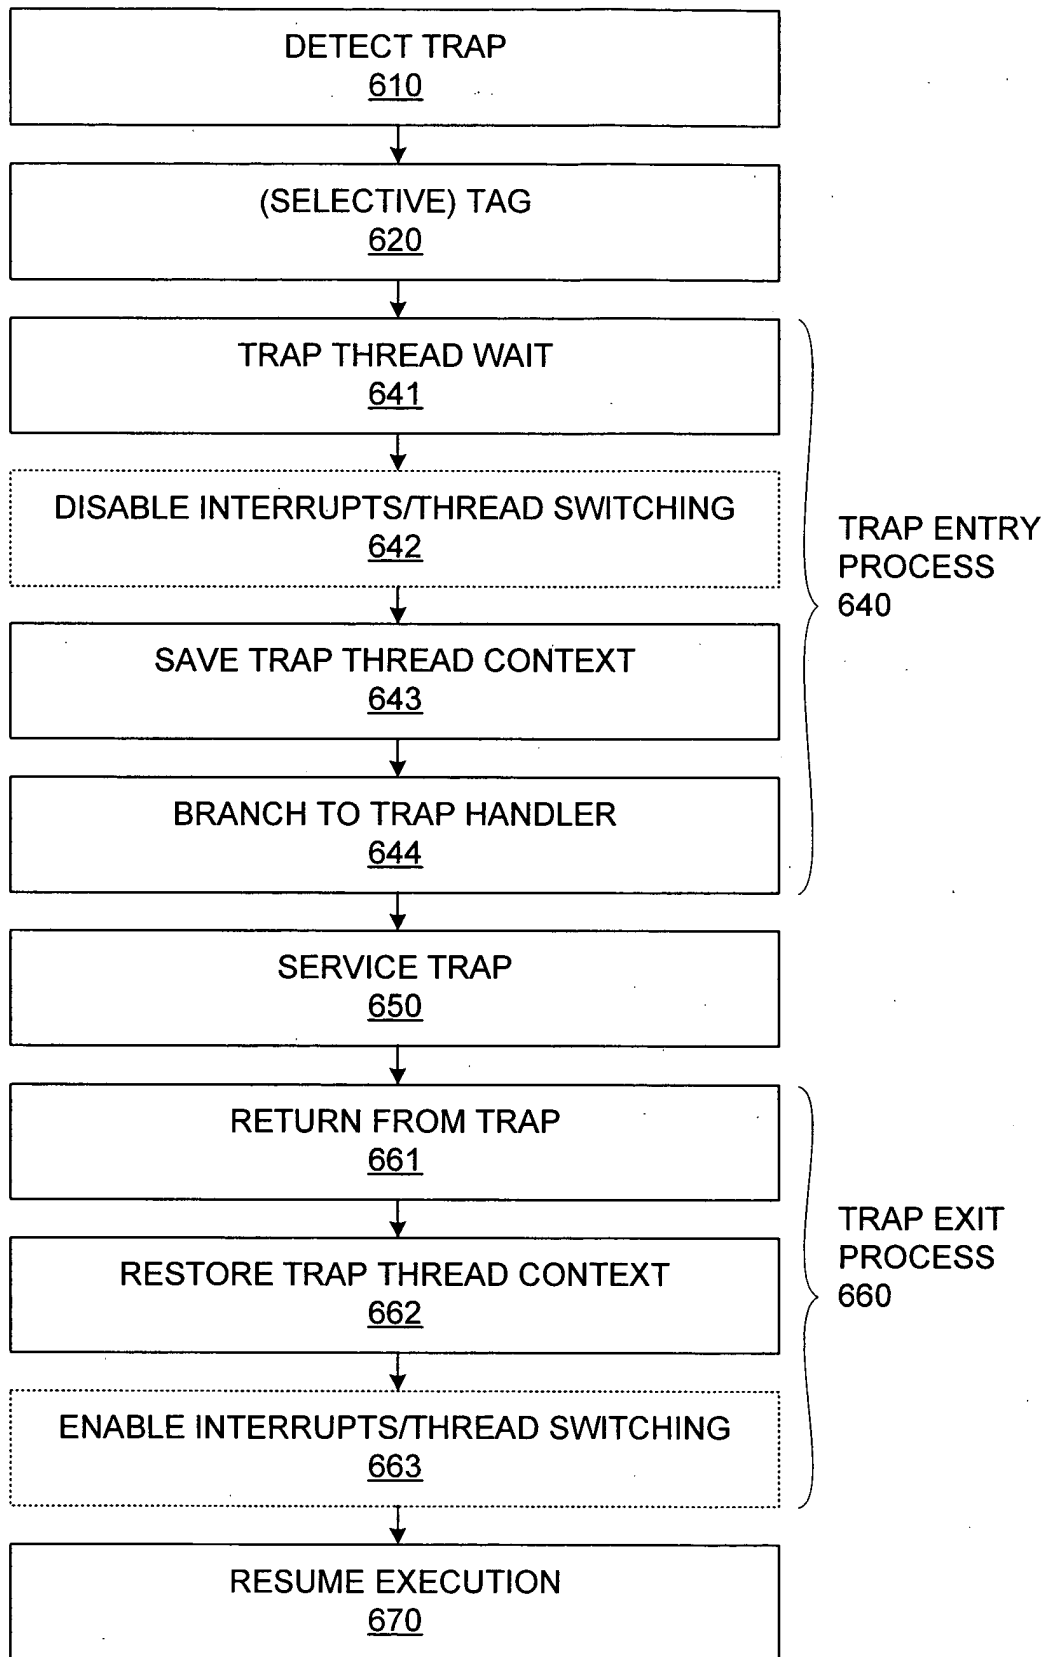 DETECT TRAP
610
(SELECTIVE) TAG
620
TRAP THREAD WAIT
641
DISABLE INTERRUPTS/THREAD SWITCHING
642
SAVE TRAP THREAD CONTEXT
643
BRANCH TO TRAP HANDLER
644
TRAP ENTRY
PROCESS
640
SERVICE TRAP
650
RETURN FROM TRAP
661
RESTORE TRAP THREAD CONTEXT
662
ENABLE INTERRUPTS/THREAD SWITCHING
663
TRAP EXIT
PROCESS
660
RESUME EXECUTION
670